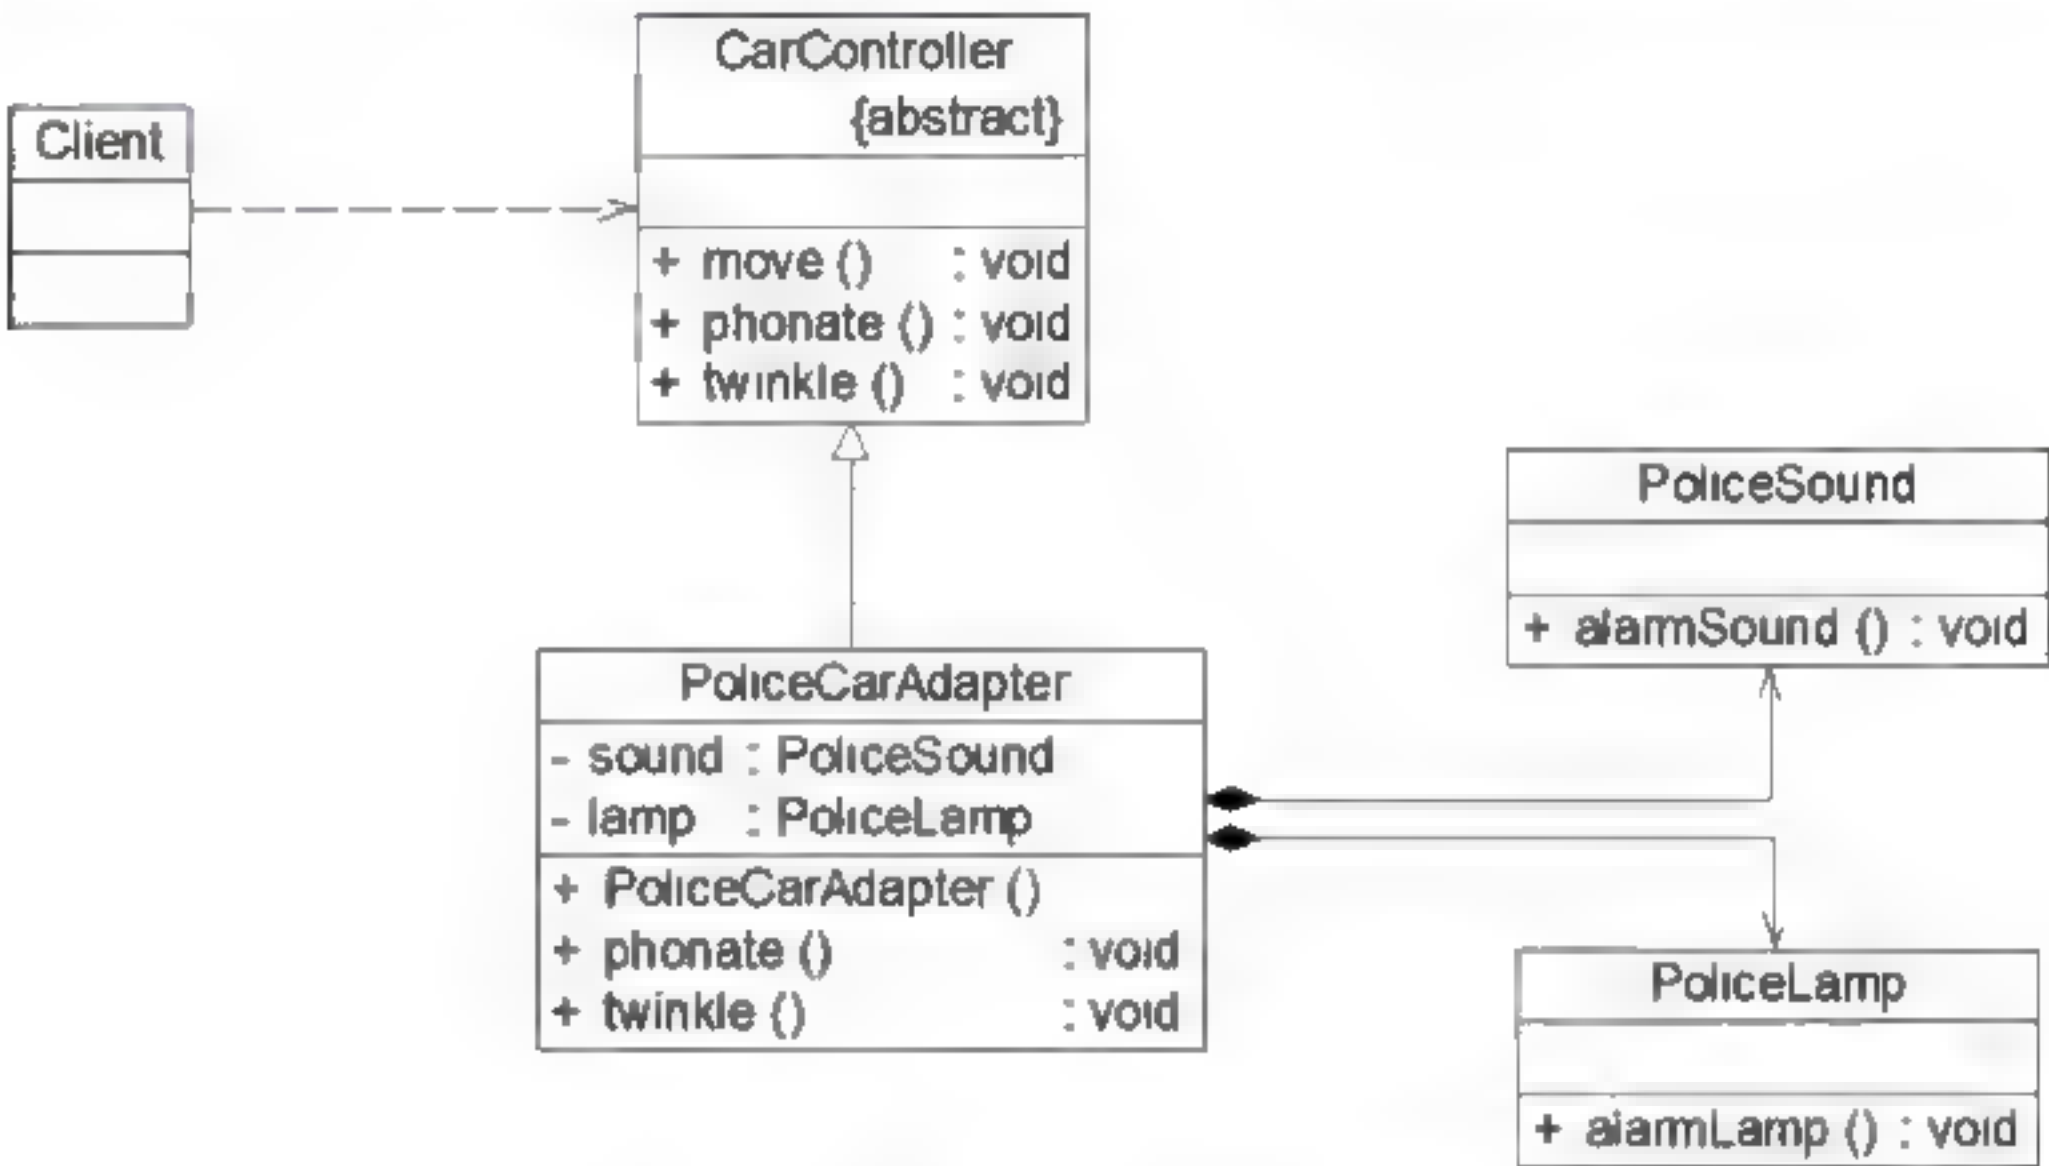 Client
CarController
{abstract}
+ move () : void
+ phonate () : void
+ twinkle () : void
PoliceCarAdapter
- sound : PoliceSound
- lamp : PoliceLamp
+ PoliceCarAdapter ()
+ phonate () : void
+ twinkle () : void
PoliceSound
+ alarmSound () : void
PoliceLamp
+ alarmLamp () : void